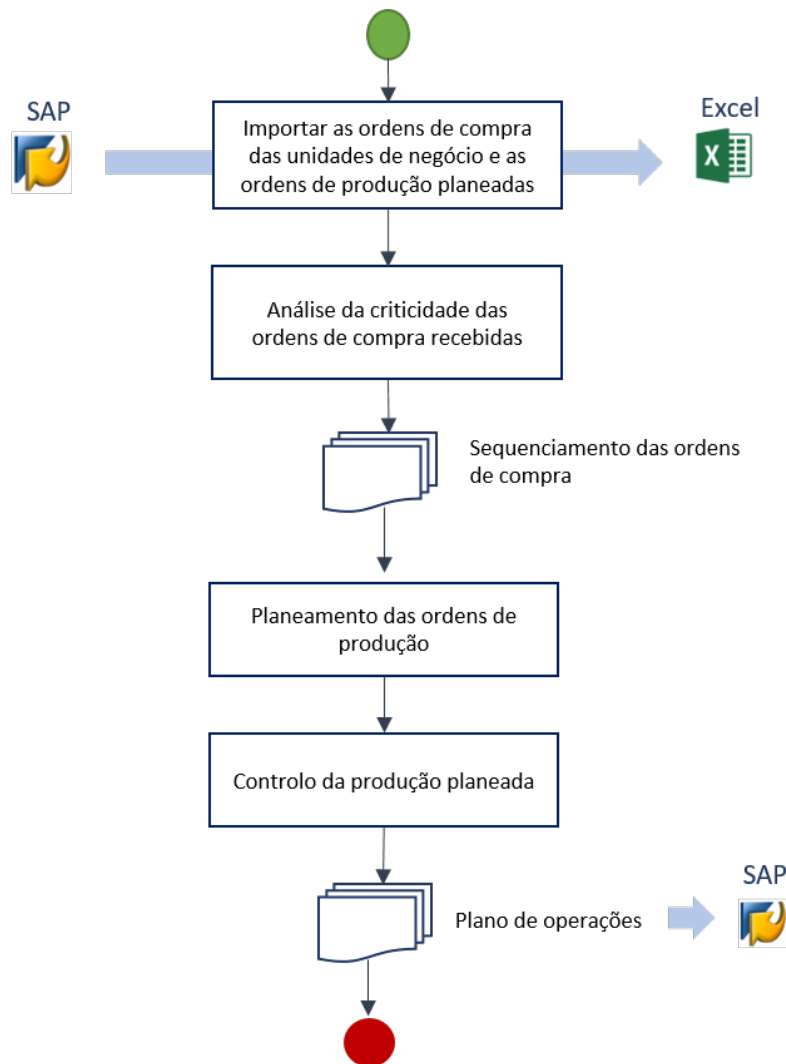 SAP
Excel
Importar as ordens de compra
das unidades de negócio e as
ordens de produção planeadas
X
Análise da criticidade das
ordens de compra recebidas
Sequenciamento das ordens
de compra
Planeamento das ordens de
produção
Controlo da produção planeada
SAP
Plano de operações